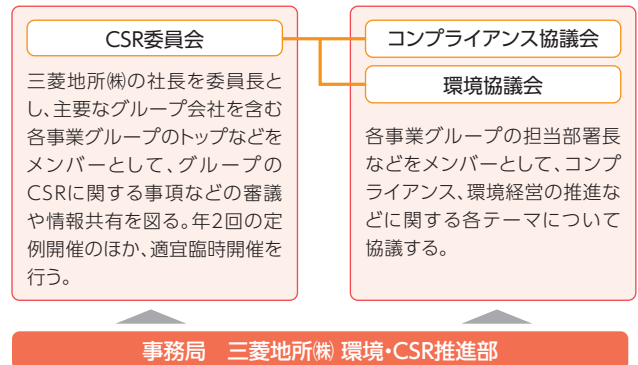 CSR委員会
三菱地所㈱の社長を委員長と
し、主要なグループ会社を含む
各事業グループのトップなどを
メンバーとして、グループの
CSRに関する事項などの審議
や情報共有を図る。年2回の定
例開催のほか、適宜臨時開催を
行う。
コンプライアンス協議会
環境協議会
各事業グループの担当部署長
などをメンバーとして、コンプ
ライアンス、環境経営の推進な
どに関する各テーマについて
協議する。
事務局　三菱地所㈱ 環境・CSR推進部